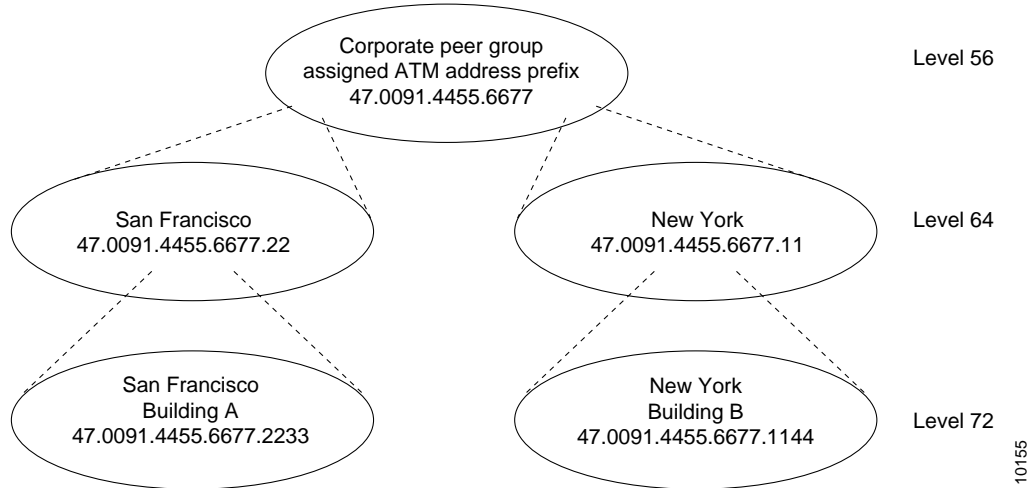 Corporate peer group
assigned ATM address prefix
47.0091.4455.6677
Level 56
San Francisco
47.0091.4455.6677.22
New York
47.0091.4455.6677.11
Level 64
San Francisco
Building A
47.0091.4455.6677.2233
New York
Building B
47.0091.4455.6677.1144
Level 72
10155